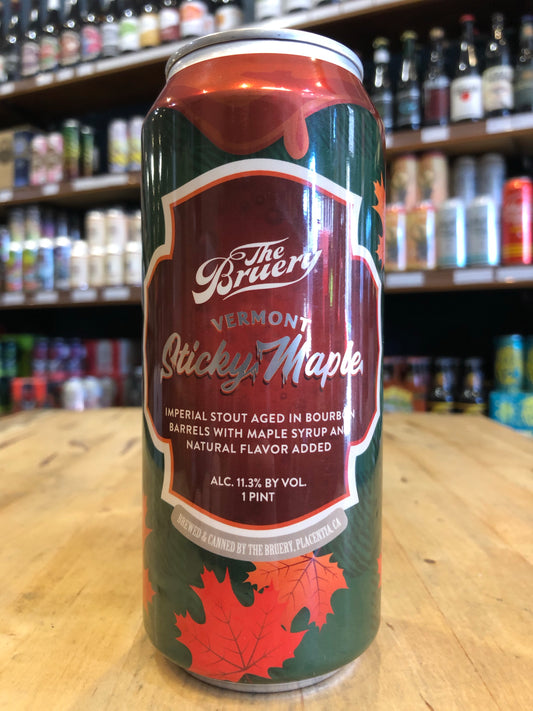 The
Bruery
VERMONT
Sticky Maple
IMPERIAL STOUT AGED IN BOURBON
BARRELS WITH MAPLE SYRUP AN
NATURAL FLAVOR ADDED
ALC. 11.3% BY VOL.
1 PINT
BREWED & CANNED BY THE BRUERY, PLACENTIA, CA